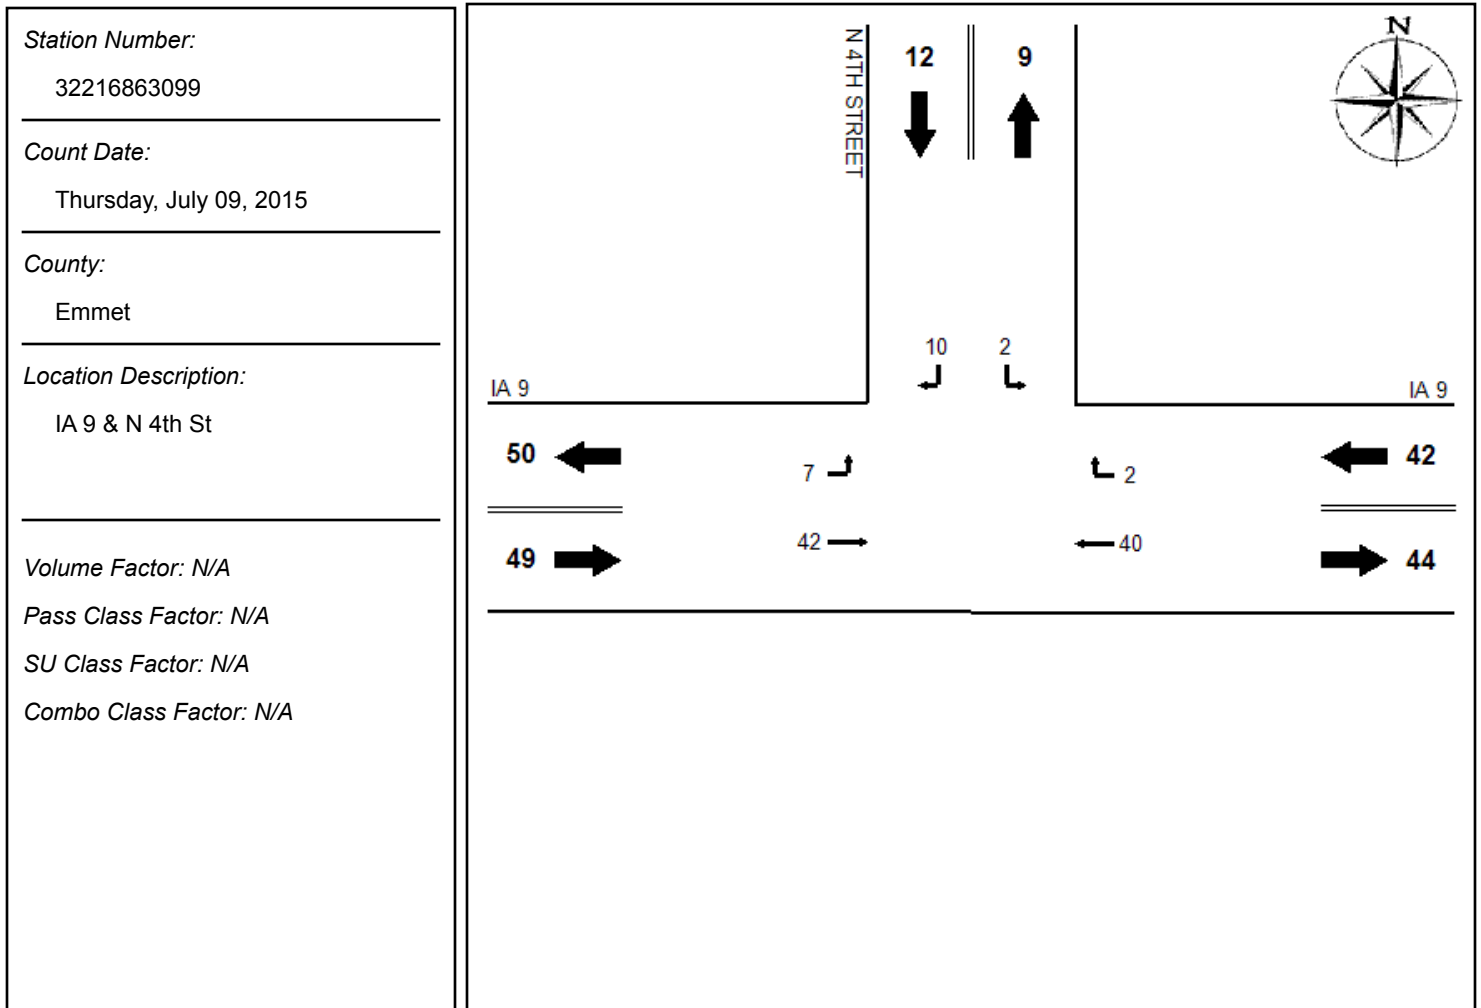 Station Number:
32216863099
Count Date:
Thursday, July 09, 2015
County:
Emmet
Location Description:
IA 9 & N 4th St
Volume Factor: N/A
Pass Class Factor: N/A
SU Class Factor: N/A
Combo Class Factor: N/A
N
N 4TH STREET
12 9
10 2
IA 9 IA 9
50 42
7 2
42 40
49 44